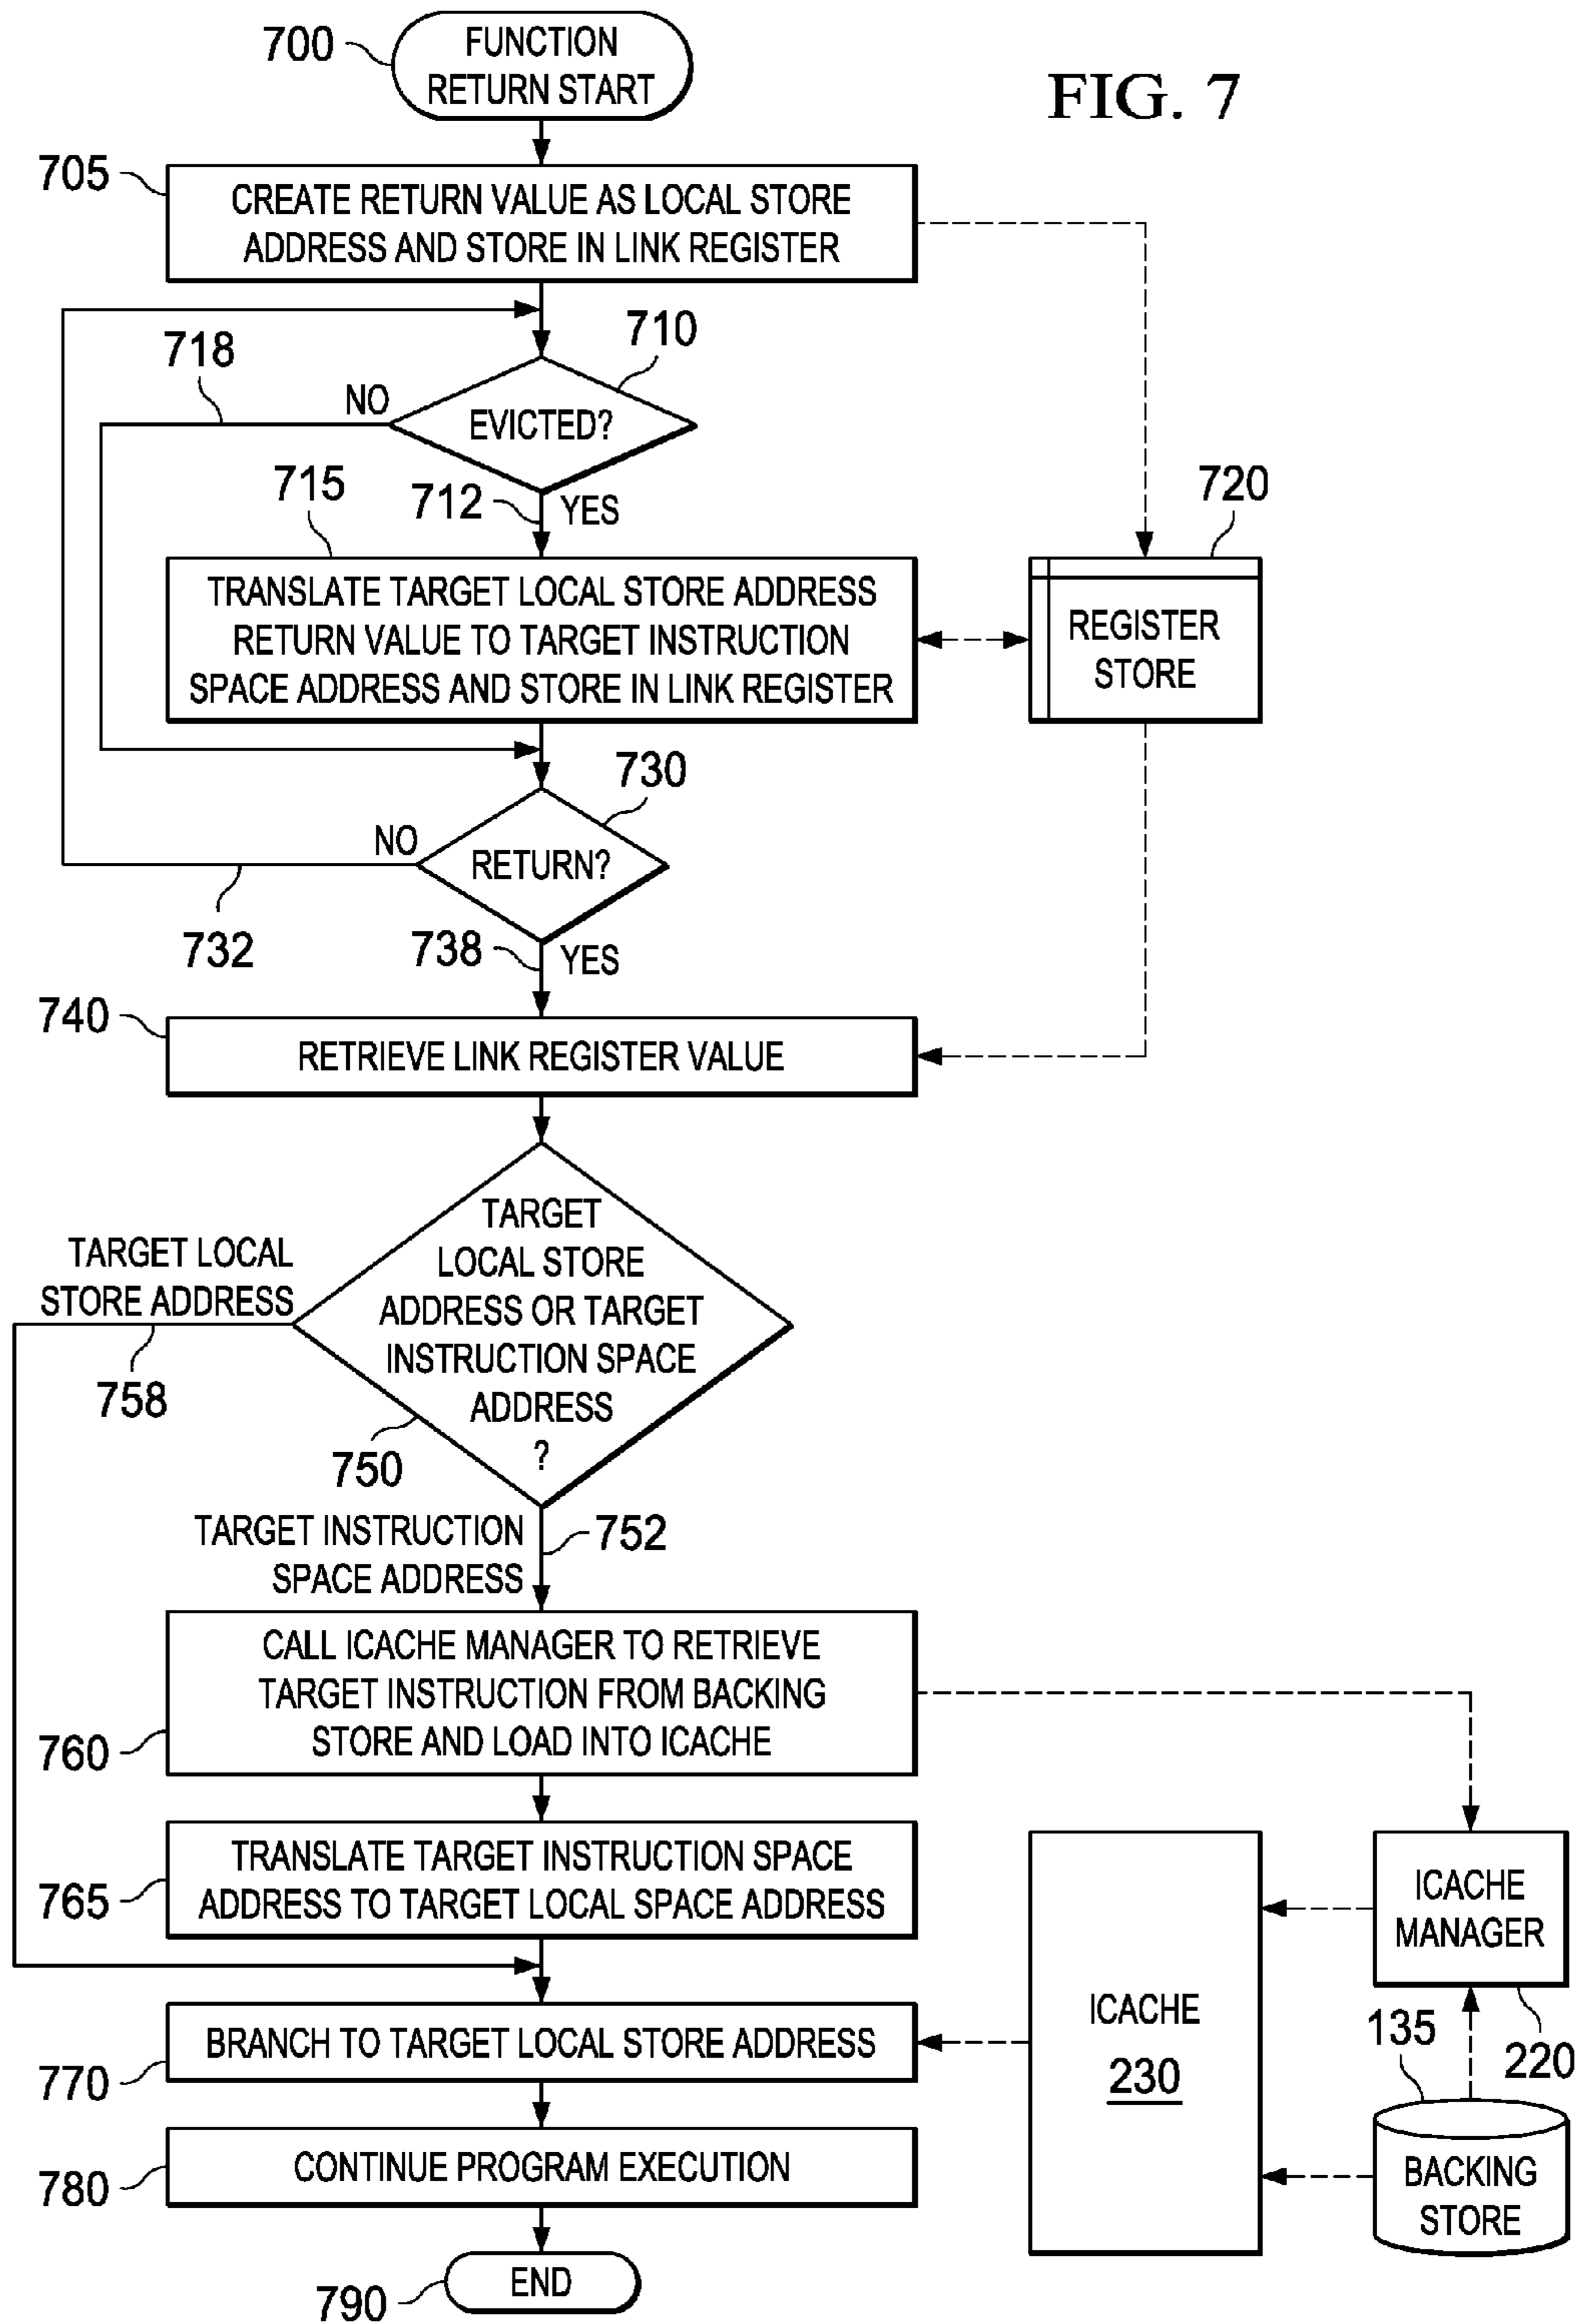 700
FUNCTION
RETURN START
FIG. 7
705
CREATE RETURN VALUE AS LOCAL STORE
ADDRESS AND STORE IN LINK REGISTER
718
710
NO
EVICTED?
715
712
YES
720
TRANSLATE TARGET LOCAL STORE ADDRESS
RETURN VALUE TO TARGET INSTRUCTION
SPACE ADDRESS AND STORE IN LINK REGISTER
REGISTER
STORE
730
NO
RETURN?
732
738
YES
740
RETRIEVE LINK REGISTER VALUE
TARGET
LOCAL STORE
ADDRESS OR TARGET
INSTRUCTION SPACE
ADDRESS
?
TARGET LOCAL
STORE ADDRESS
758
750
TARGET INSTRUCTION
SPACE ADDRESS
752
CALL ICACHE MANAGER TO RETRIEVE
TARGET INSTRUCTION FROM BACKING
STORE AND LOAD INTO ICACHE
760
TRANSLATE TARGET INSTRUCTION SPACE
ADDRESS TO TARGET LOCAL SPACE ADDRESS
765
ICACHE
MANAGER
220
BRANCH TO TARGET LOCAL STORE ADDRESS
770
ICACHE
230
135
BACKING
STORE
CONTINUE PROGRAM EXECUTION
780
END
790